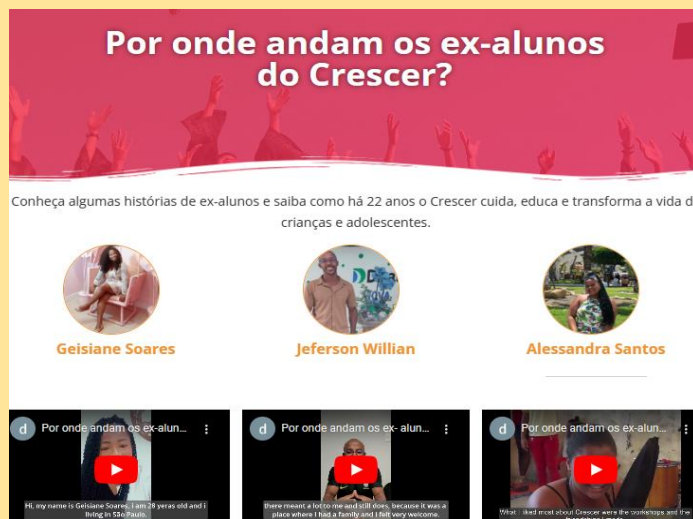 Por onde andam os ex-alunos
do Crescer?
Conheça algumas histórias de ex-alunos e saiba como há 22 anos o Crescer cuida, educa e transforma a vida d
crianças e adolescentes.
Geisiane Soares
Jeferson Willian
Alessandra Santos
d Por onde andam os ex-alun...
Hi, my name is Geisiane Soares, i am 28 yeras old and i
living in São Paulo.
d Por onde andam os ex- alun...
there meant a lot to me and still does, because it was a
place where I had a family and I felt very welcome.
d Por onde andam os ex-alun...
What I liked most about Crescer were the workshops and the